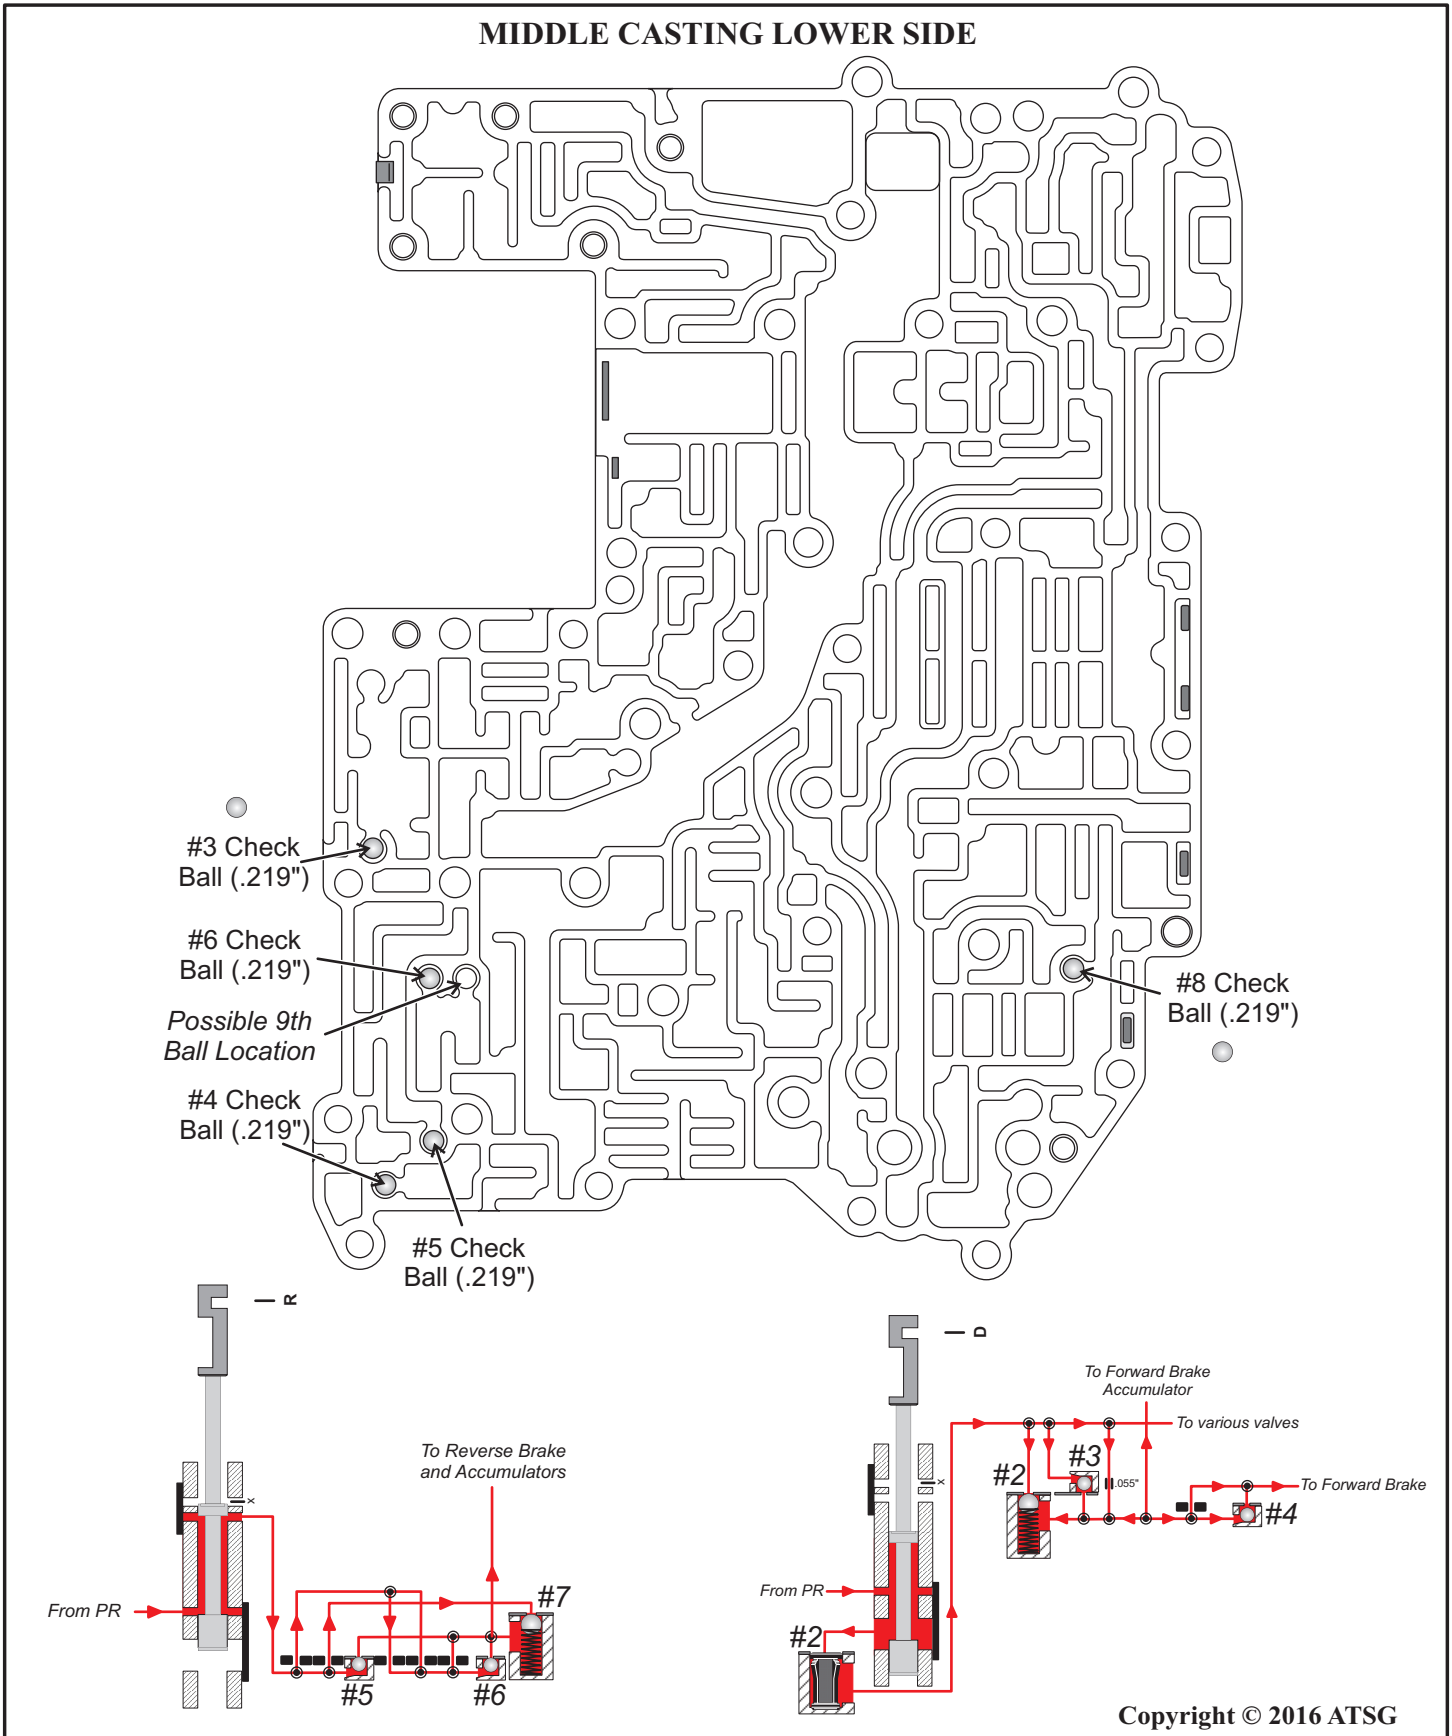 MIDDLE CASTING LOWER SIDE
#3 Check
Ball (.219")
#6 Check
Ball (.219")
Possible 9th
Ball Location
#4 Check
Ball (.219")
#5 Check
Ball (.219")
#8 Check
Ball (.219")
R
To Reverse Brake
and Accumulators
x
From PR
#7
#5
#6
D
To Forward Brake
Accumulator
To various valves
#2
#3
x
.055"
To Forward Brake
#4
From PR
#2
Copyright © 2016 ATSG